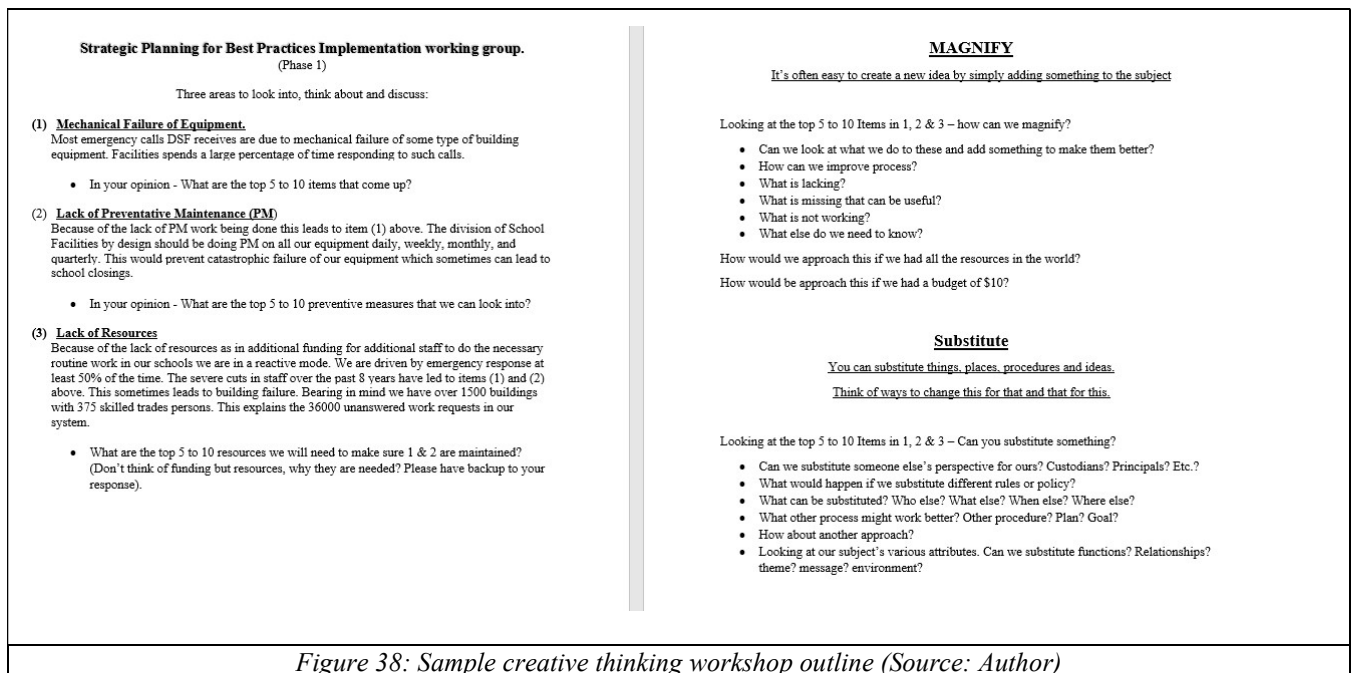 Strategic Planning for Best Practices Implementation working group.
(Phase 1)
Three areas to look into, think about and discuss:
(1) Mechanical Failure of Equipment.
Most emergency calls DSF receives are due to mechanical failure of some type of building
equipment. Facilities spends a large percentage of time responding to such calls.
• In your opinion - What are the top 5 to 10 items that come up?
(2) Lack of Preventative Maintenance (PM)
Because of the lack of PM work being done this leads to item (1) above. The division of School
Facilities by design should be doing PM on all our equipment daily, weekly, monthly, and
quarterly. This would prevent catastrophic failure of our equipment which sometimes can lead to
school closings.
• In your opinion - What are the top 5 to 10 preventive measures that we can look into?
(3) Lack of Resources
Because of the lack of resources as in additional funding for additional staff to do the necessary
routine work in our schools we are in a reactive mode. We are driven by emergency response at
least 50% of the time. The severe cuts in staff over the past 8 years have led to items (1) and (2)
above. This sometimes leads to building failure. Bearing in mind we have over 1500 buildings
with 375 skilled trades persons. This explains the 36000 unanswered work requests in our
system.
• What are the top 5 to 10 resources we will need to make sure 1 & 2 are maintained?
(Don't think of funding but resources, why they are needed? Please have backup to your
response).
MAGNIFY
It's often easy to create a new idea by simply adding something to the subject
Looking at the top 5 to 10 Items in 1, 2 & 3 – how can we magnify?
• Can we look at what we do to these and add something to make them better?
• How can we improve process?
• What is lacking?
• What is missing that can be useful?
• What is not working?
• What else do we need to know?
How would we approach this if we had all the resources in the world?
How would be approach this if we had a budget of $10?
Substitute
You can substitute things, places, procedures and ideas.
Think of ways to change this for that and that for this.
Looking at the top 5 to 10 Items in 1, 2 & 3 – Can you substitute something?
• Can we substitute someone else's perspective for ours? Custodians? Principals? Etc.?
• What would happen if we substitute different rules or policy?
• What can be substituted? Who else? What else? When else? Where else?
• What other process might work better? Other procedure? Plan? Goal?
• How about another approach?
• Looking at our subject's various attributes. Can we substitute functions? Relationships?
theme? message? environment?
Figure 38: Sample creative thinking workshop outline (Source: Author)